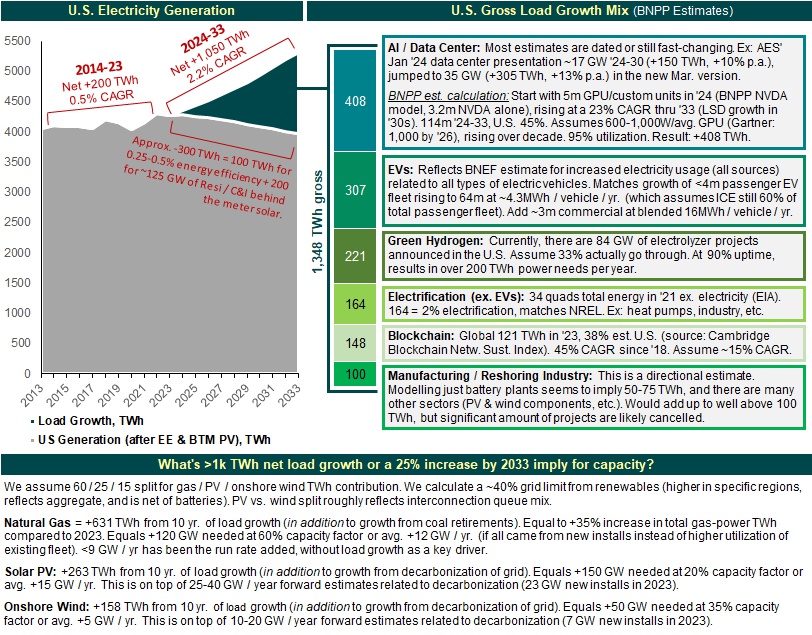 U.S. Electricity Generation
U.S. Gross Load Growth Mix (BNPP Estimates)
5500
5000
4500
4000
3500
3000
2500
2000
1500
1000
500
0
2013
2015
2017
2019
2021
2023
2025
2027
2029
2031
2033
2014-23
Net +200 TWh
0.5% CAGR
2024-33
Net +1,050 TWh
2.2% CAGR
Approx. -300 TWh = 100 TWh for
0.25-0.5% energy efficiency + 200
for ~125 GW of Resi / C&I behind
the meter solar.
▪ Load Growth, TWh
▪ US Generation (after EE & BTM PV), TWh
1,348 TWh gross
408
AI / Data Center: Most estimates are dated or still fast-changing. Ex: AES'
Jan '24 data center presentation ~17 GW '24-30 (+150 TWh, +10% p.a.),
jumped to 35 GW (+305 TWh, +13% p.a.) in the new Mar. version.
BNPP est. calculation: Start with 5m GPU/custom units in '24 (BNPP NVDA
model, 3.2m NVDA alone), rising at a 23% CAGR thru '33 (LSD growth in
'30s). 114m '24-33, U.S. 45%. Assumes 600-1,000W/avg. GPU (Gartner:
1,000 by '26), rising over decade. 95% utilization. Result: +408 TWh.
307
EVs: Reflects BNEF estimate for increased electricity usage (all sources)
related to all types of electric vehicles. Matches growth of <4m passenger EV
fleet rising to 64m at ~4.3MWh / vehicle / yr. (which assumes ICE still 60% of
total passenger fleet). Add ~3m commercial at blended 16MWh / vehicle / yr.
221
Green Hydrogen: Currently, there are 84 GW of electrolyzer projects
announced in the U.S. Assume 33% actually go through. At 90% uptime,
results in over 200 TWh power needs per year.
164
Electrification (ex. EVs): 34 quads total energy in '21 ex. electricity (EIA).
164 = 2% electrification, matches NREL. Ex: heat pumps, industry, etc.
148
Blockchain: Global 121 TWh in '23, 38% est. U.S. (source: Cambridge
Blockchain Netw. Sust. Index). 45% CAGR since '18. Assume ~15% CAGR.
100
Manufacturing / Reshoring Industry: This is a directional estimate.
Modelling just battery plants seems to imply 50-75 TWh, and there are many
other sectors (PV & wind components, etc.). Would add up to well above 100
TWh, but significant amount of projects are likely cancelled.
What's >1k TWh net load growth or a 25% increase by 2033 imply for capacity?
We assume 60 / 25 / 15 split for gas / PV / onshore wind TWh contribution. We calculate a ~40% grid limit from renewables (higher in specific regions,
reflects aggregate, and is net of batteries). PV vs. wind split roughly reflects interconnection queue mix.
Natural Gas = +631 TWh from 10 yr. of load growth (in addition to growth from coal retirements). Equal to +35% increase in total gas-power TWh
compared to 2023. Equals +120 GW needed at 60% capacity factor or avg. +12 GW / yr. (if all came from new installs instead of higher utilization of
existing fleet). <9 GW / yr has been the run rate added, without load growth as a key driver.
Solar PV: +263 TWh from 10 yr. of load growth (in addition to growth from decarbonization of grid). Equals +150 GW needed at 20% capacity factor or
avg. +15 GW / yr. This is on top of 25-40 GW / year forward estimates related to decarbonization (23 GW new installs in 2023).
Onshore Wind: +158 TWh from 10 yr. of load growth (in addition to growth from decarbonization of grid). Equals +50 GW needed at 35% capacity
factor or avg. +5 GW / yr. This is on top of 10-20 GW / year forward estimates related to decarbonization (7 GW new installs in 2023).